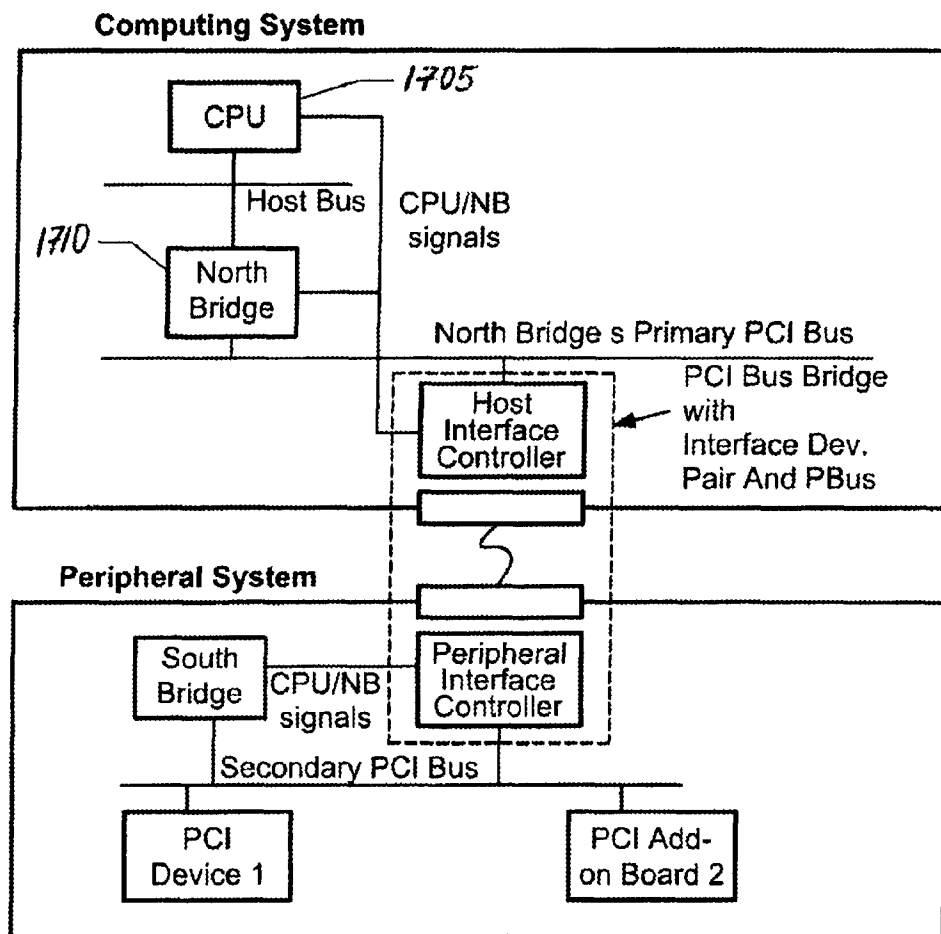 Computing System
1705
CPU
Host Bus
CPU/NB
signals
1710
North
Bridge
North Bridge s Primary PCI Bus
Host
Interface
Controller
PCI Bus Bridge
with
Interface Dev.
Pair And PBus
Peripheral System
South
Bridge
CPU/NB
signals
Peripheral
Interface
Controller
Secondary PCI Bus
PCI
Device 1
PCI Add-
on Board 2